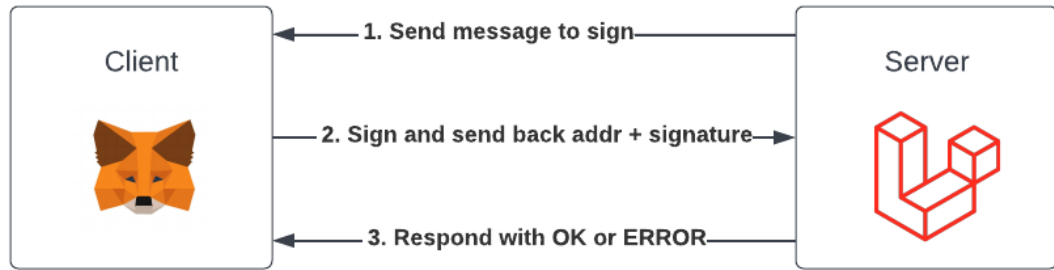 Client
Server
1. Send message to sign
2. Sign and send back addr + signature
3. Respond with OK or ERROR